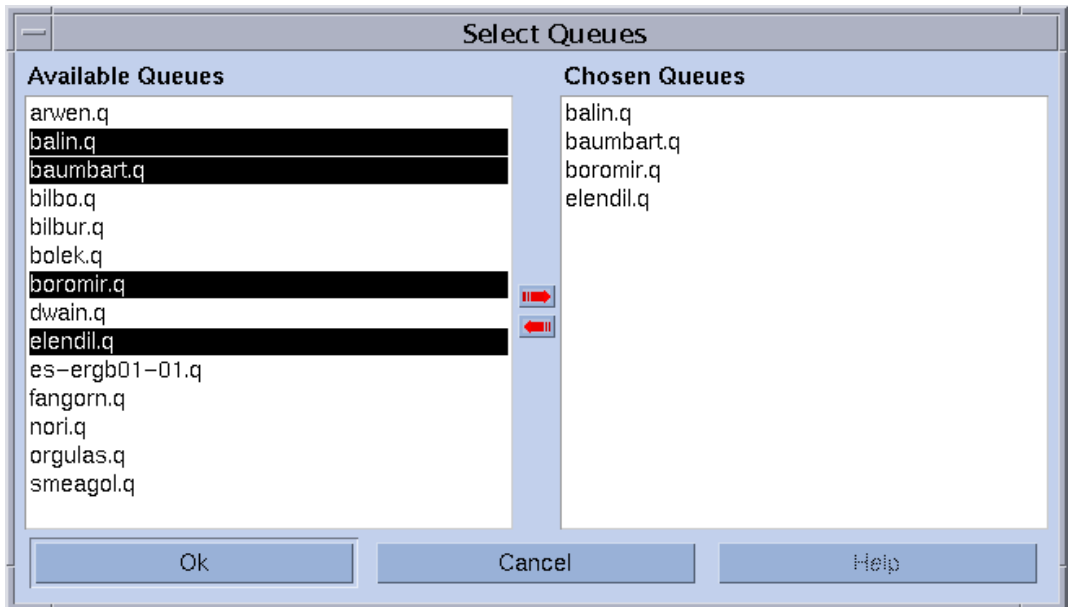 Select Queues
Available Queues
arwen.q
balin.q
baumbart.q
bilbo.q
bilbur.q
bolek.q
boromir.q
dwain.q
elendil.q
es-ergb01-01.q
fangorn.q
nori.q
orgulas.q
smeagol.q
Chosen Queues
balin.q
baumbart.q
boromir.q
elendil.q
Ok
Cancel
Help